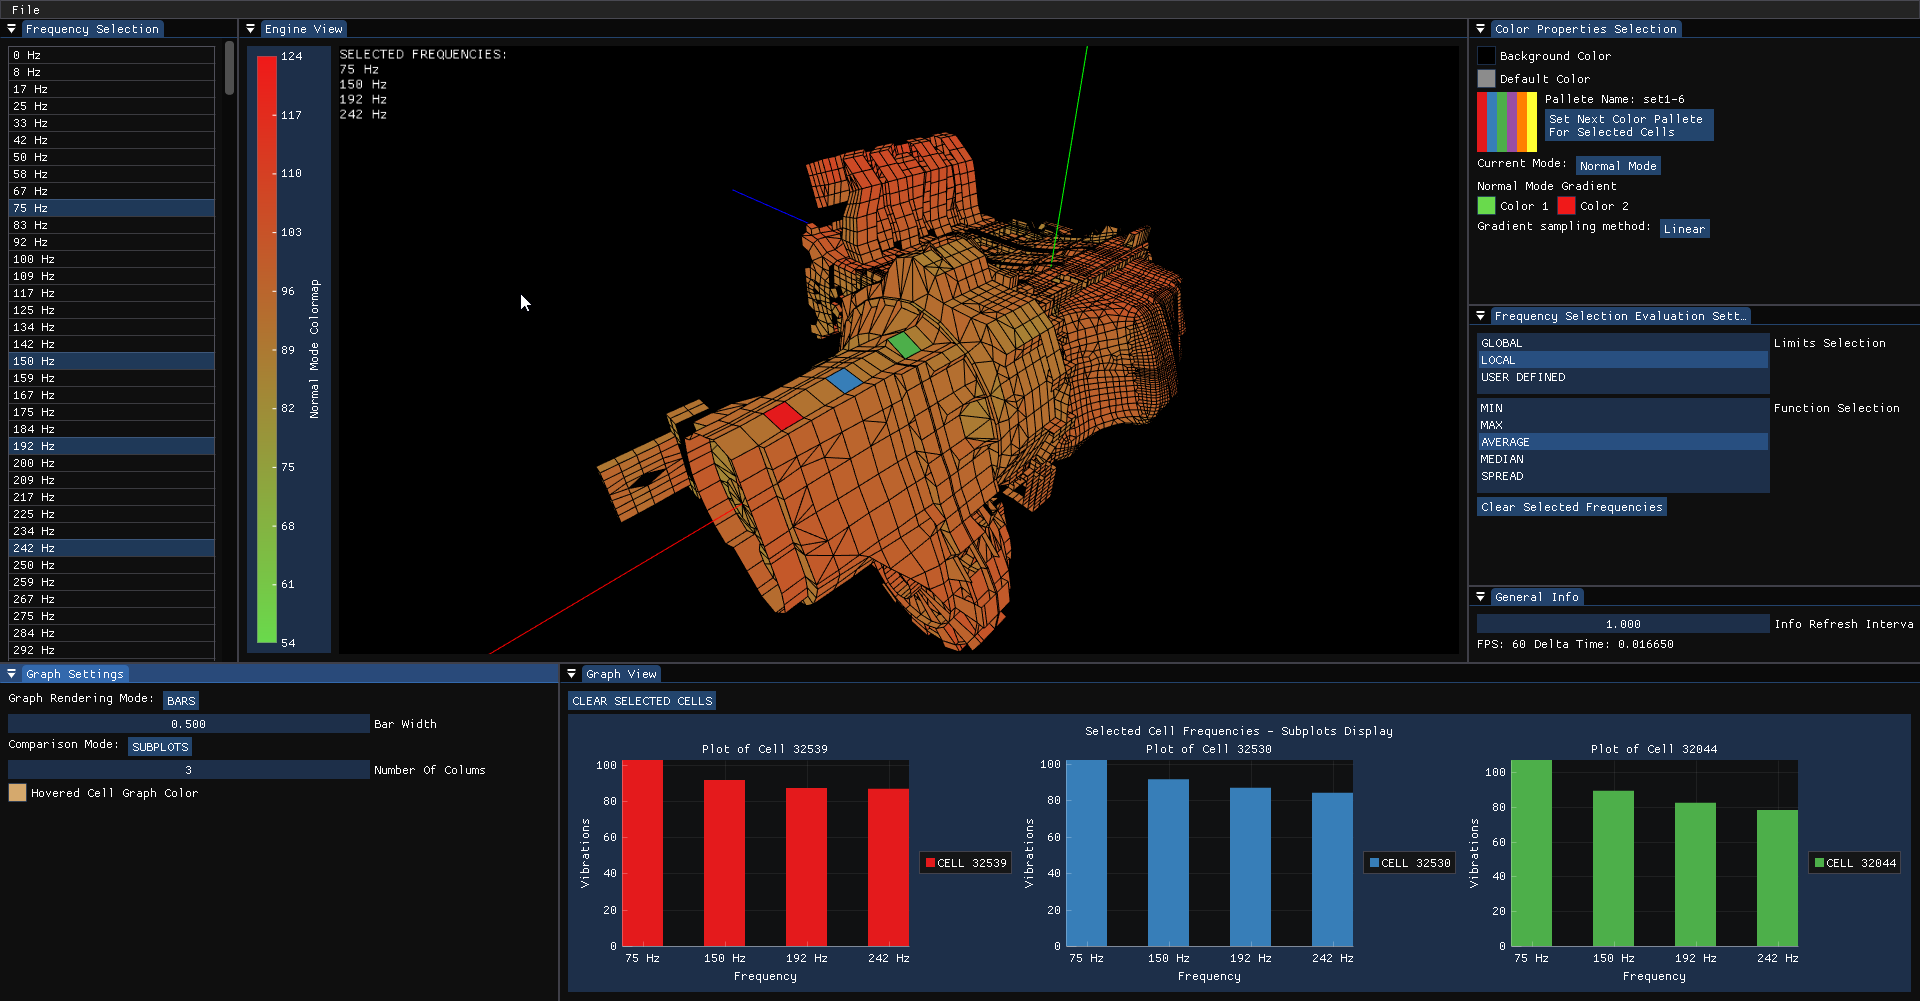 File
Frequency Selection
0 Hz
8 Hz
17 Hz
25 Hz
33 Hz
42 Hz
50 Hz
58 Hz
67 Hz
75 Hz
83 Hz
92 Hz
100 Hz
109 Hz
117 Hz
125 Hz
134 Hz
142 Hz
150 Hz
159 Hz
167 Hz
175 Hz
184 Hz
192 Hz
200 Hz
209 Hz
217 Hz
225 Hz
234 Hz
242 Hz
250 Hz
259 Hz
267 Hz
275 Hz
284 Hz
292 Hz
Engine View
124
117
110
103
96
89
82
75
68
61
54
Normal Mode Colormap
SELECTED FREQUENCIES:
75 Hz
150 Hz
192 Hz
242 Hz
Color Properties Selection
Background Color
Default Color
Pallete Name: set1-6
Set Next Color Pallete
For Selected Cells
Current Mode: Normal Mode
Normal Mode Gradient
Color 1 Color 2
Gradient sampling method: Linear
Frequency Selection Evaluation Sett…
GLOBAL
LOCAL
USER DEFINED
Limits Selection
MIN
MAX
AVERAGE
MEDIAN
SPREAD
Function Selection
Clear Selected Frequencies
General Info
1.000 Info Refresh Interva
FPS: 60 Delta Time: 0.016650
Graph Settings
Graph Rendering Mode: BARS
0.500 Bar Width
Comparison Mode: SUBPLOTS
3 Number Of Colums
Hovered Cell Graph Color
Graph View
CLEAR SELECTED CELLS
Selected Cell Frequencies - Subplots Display
Plot of Cell 32539
100
80
60
40
20
0
Vibrations
75 Hz 150 Hz 192 Hz 242 Hz
Frequency
CELL 32539
Plot of Cell 32530
100
80
60
40
20
0
Vibrations
75 Hz 150 Hz 192 Hz 242 Hz
Frequency
CELL 32530
Plot of Cell 32044
100
80
60
40
20
0
Vibrations
75 Hz 150 Hz 192 Hz 242 Hz
Frequency
CELL 32044